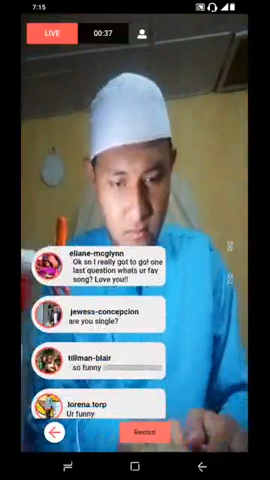 7:15
LIVE
00:37
eliane-mcglynn
Ok so I really got to go! one
last question whats ur fav
song? Love you!!
jewess-concepcion
are you single?
tillman-blair
so funny
lorena.torp
Ur funny
Record